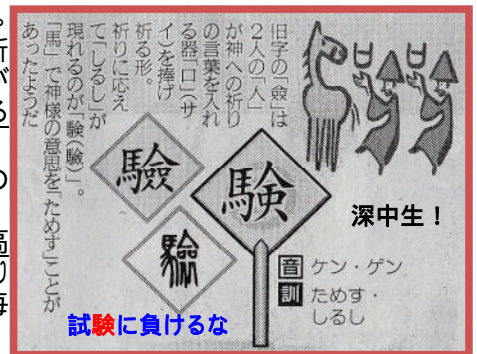 旧字の「僉」は
２人の「人」
が神への祈り
の言葉を入れ
る器「口」（サ
イ）を捧げ
祈る形。
祈りに応え
て「しるし」が
現れるのが「験〈驗〉」。
「馬」で神様の意思を「ためす」ことが
あったようだ
験
驗
驗
深中生！
音 ケン・ゲン
訓 ためす・
しるし
試験に負けるな